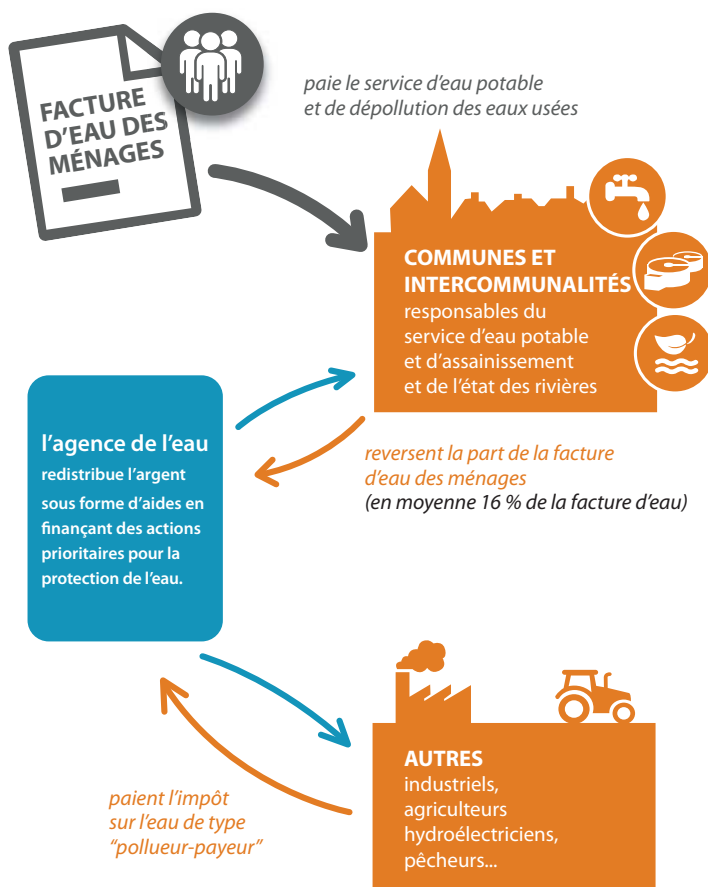 FACTURE
D'EAU DES
MÉNAGES
paie le service d'eau potable
et de dépollution des eaux usées
COMMUNES ET
INTERCOMMUNALITÉS
responsables du
service d'eau potable
et d'assainissement
et de l'état des rivières
l'agence de l'eau
redistribue l'argent
sous forme d'aides en
finançant des actions
prioritaires pour la
protection de l'eau.
reversent la part de la facture
d'eau des ménages
(en moyenne 16 % de la facture d'eau)
AUTRES
industriels,
agriculteurs
hydroélectriciens,
pêcheurs...
paient l'impôt
sur l'eau de type
“pollueur-payeur”